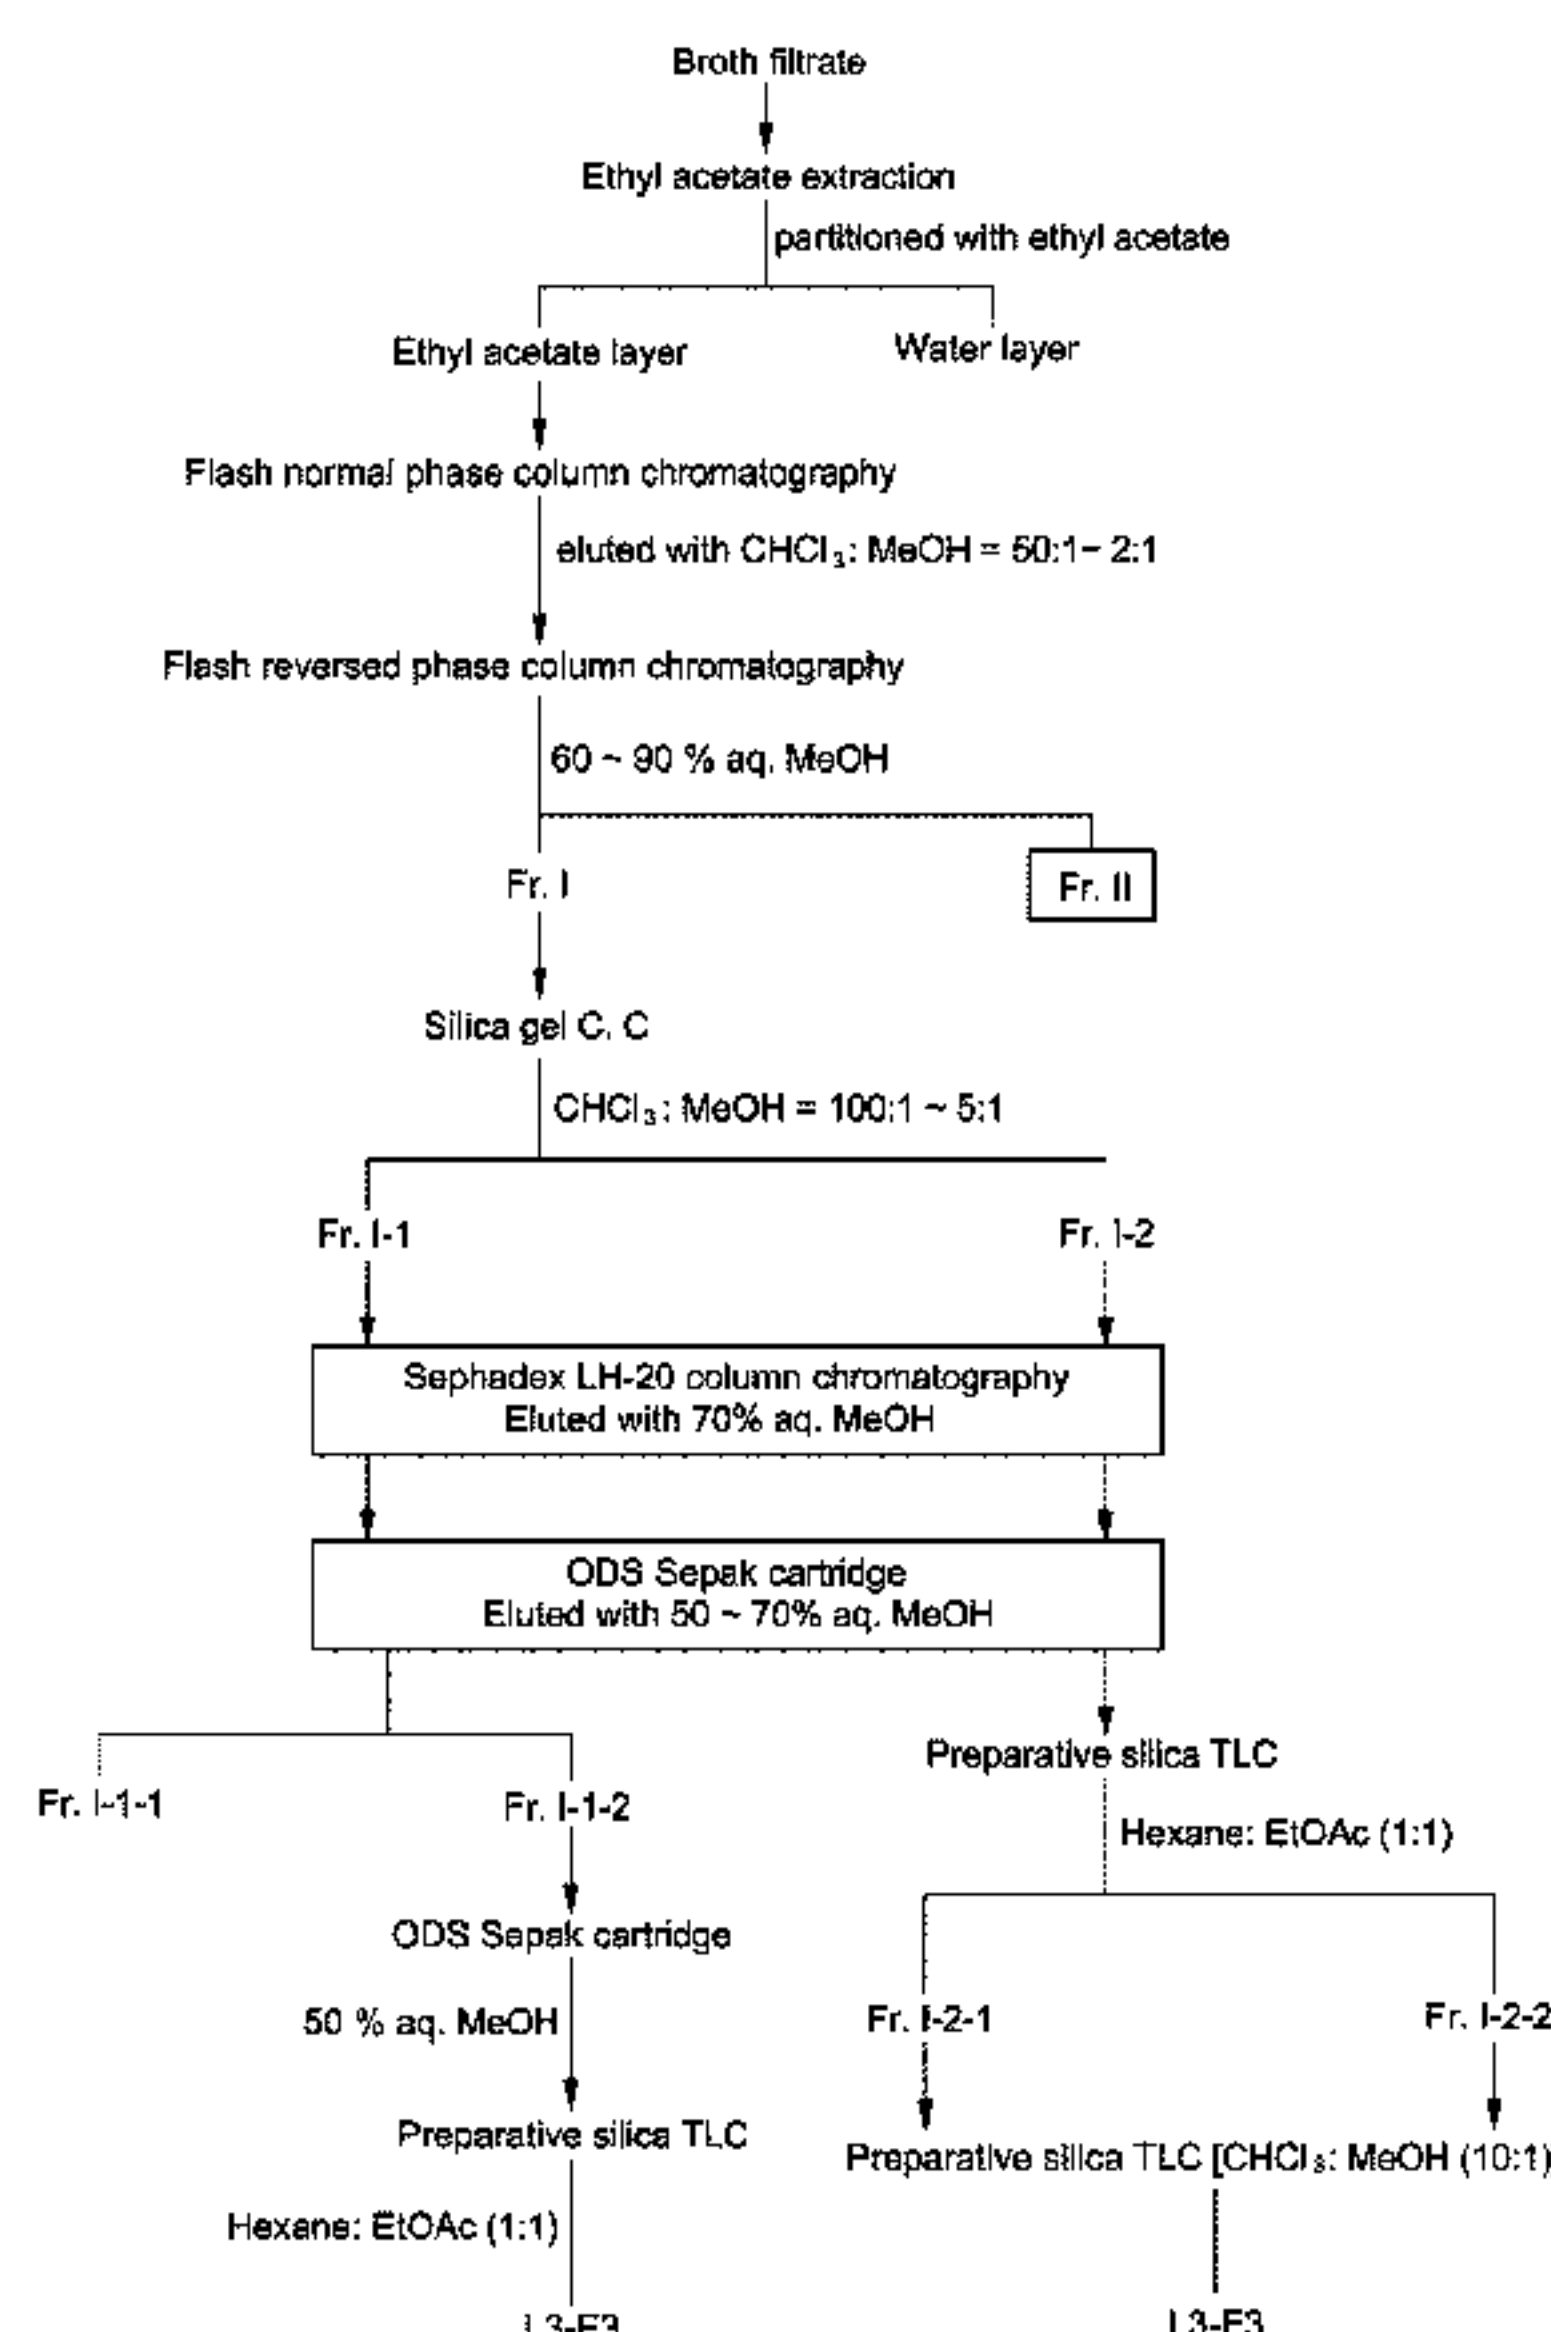 Broth filtrate
Ethyl acetate extraction
partitioned with ethyl acetate
Ethyl acetate layer
Water layer
Flash normal phase column chromatography
eluted with CHCl₃: MeOH = 50:1~ 2:1
Flash reversed phase column chromatography
60 ~ 90 % aq. MeOH
Fr. I
Fr. II
Silica gel C. C
CHCl₃: MeOH = 100:1 ~ 5:1
Fr. I-1
Fr. I-2
Sephadex LH-20 column chromatography
Eluted with 70% aq. MeOH
ODS Sepak cartridge
Eluted with 50 ~ 70% aq. MeOH
Preparative silica TLC
Fr. I-1-1
Fr. I-1-2
Hexane: EtOAc (1:1)
ODS Sepak cartridge
50 % aq. MeOH
Fr. I-2-1
Fr. I-2-2
Preparative silica TLC
Preparative silica TLC [CHCl₃: MeOH (10:1)
Hexane: EtOAc (1:1)